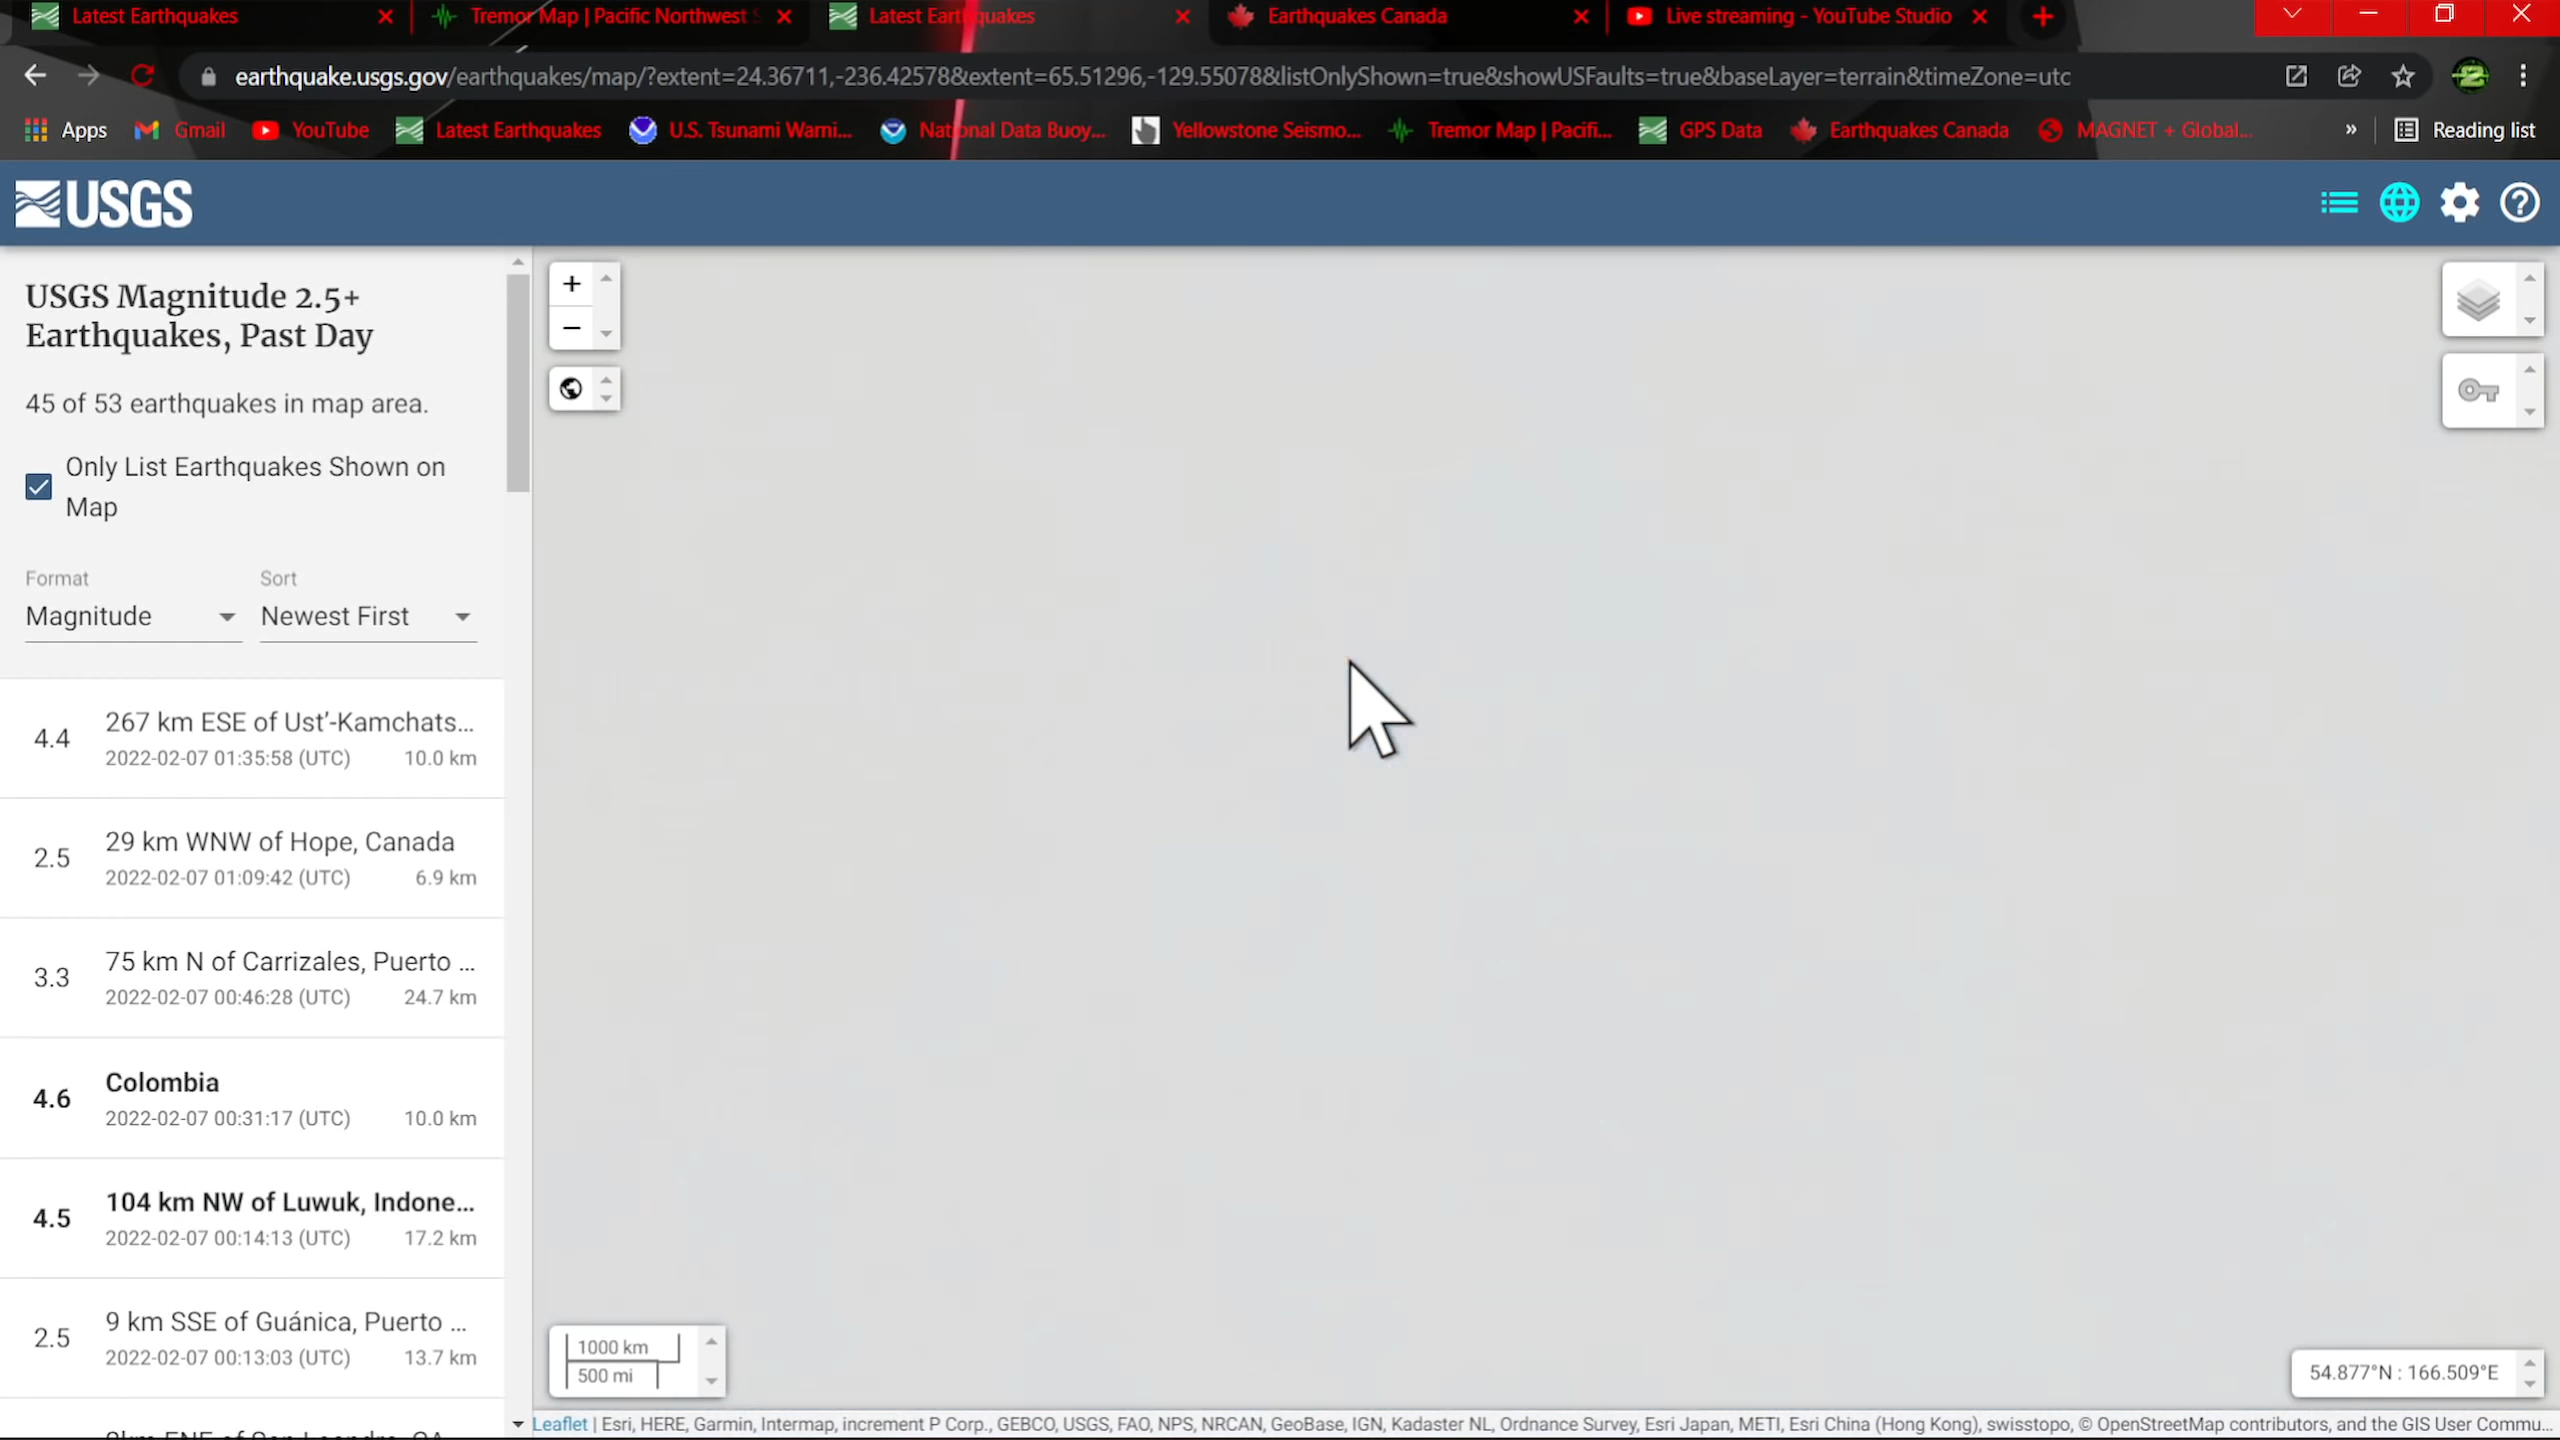 Latest Earthquakes
Tremor Map | Pacific Northwest S
Latest Earthquakes
Earthquakes Canada
Live streaming - YouTube Studio
earthquake.usgs.gov/earthquakes/map/?extent=24.36711,-236.42578&extent=65.51296,-129.55078&listOnlyShown=true&showUSFaults=true&baseLayer=terrain&timeZone=utc
Apps
Gmail
YouTube
Latest Earthquakes
U.S. Tsunami Warni...
National Data Buoy...
Yellowstone Seismo...
Tremor Map | Pacifi...
GPS Data
Earthquakes Canada
MAGNET + Global...
»
Reading list
USGS
USGS Magnitude 2.5+
Earthquakes, Past Day
45 of 53 earthquakes in map area.
Only List Earthquakes Shown on
Map
Format
Sort
Magnitude
Newest First
4.4
267 km ESE of Ust’-Kamchats...
2022-02-07 01:35:58 (UTC) 10.0 km
2.5
29 km WNW of Hope, Canada
2022-02-07 01:09:42 (UTC) 6.9 km
3.3
75 km N of Carrizales, Puerto ...
2022-02-07 00:46:28 (UTC) 24.7 km
4.6
Colombia
2022-02-07 00:31:17 (UTC) 10.0 km
4.5
104 km NW of Luwuk, Indone...
2022-02-07 00:14:13 (UTC) 17.2 km
2.5
9 km SSE of Guánica, Puerto ...
2022-02-07 00:13:03 (UTC) 13.7 km
+
−
1000 km
500 mi
54.877°N : 166.509°E
Leaflet | Esri, HERE, Garmin, Intermap, increment P Corp., GEBCO, USGS, FAO, NPS, NRCAN, GeoBase, IGN, Kadaster NL, Ordnance Survey, Esri Japan, METI, Esri China (Hong Kong), swisstopo, © OpenStreetMap contributors, and the GIS User Commu...